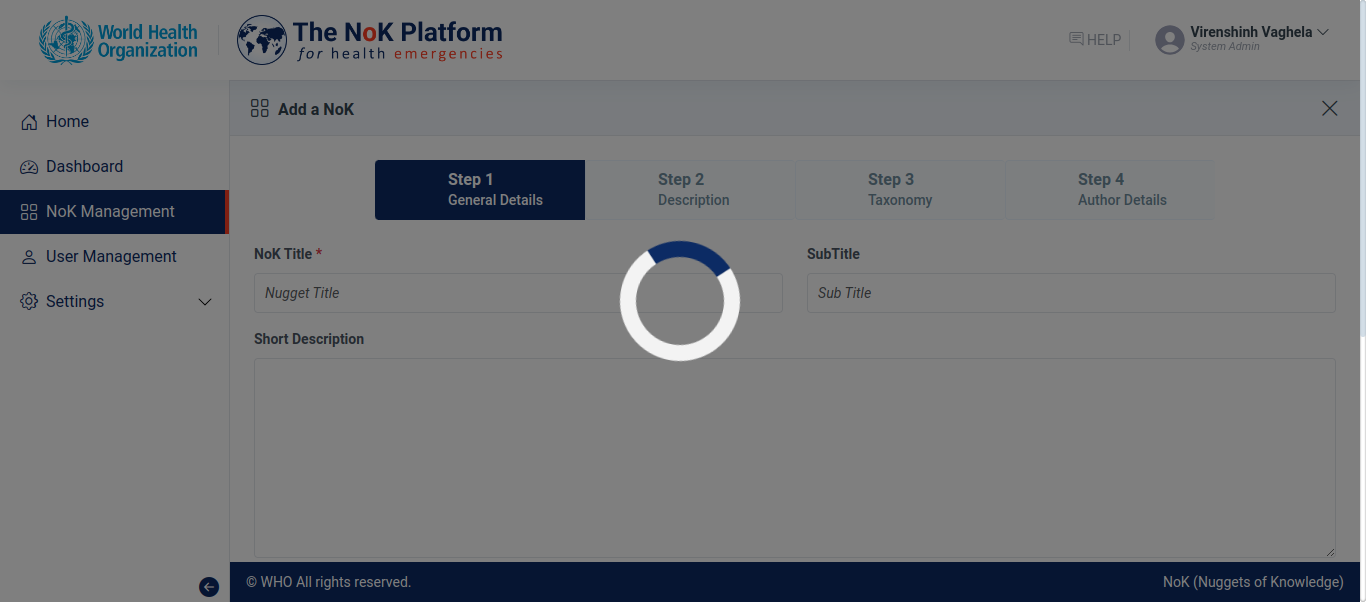 World Health
Organization
The NoK Platform
for health emergencies
HELP
Virenshinh Vaghela
System Admin
Home
Dashboard
NoK Management
User Management
Settings
Add a NoK
Step 1
General Details
Step 2
Description
Step 3
Taxonomy
Step 4
Author Details
NoK Title *
Nugget Title
SubTitle
Sub Title
Short Description
© WHO All rights reserved.
NoK (Nuggets of Knowledge)